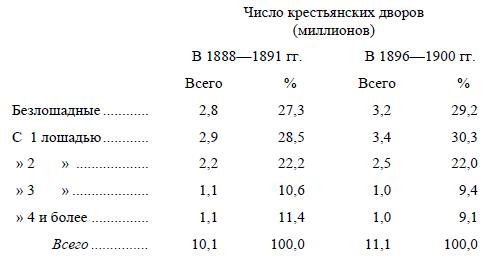 Число крестьянских дворов
(миллионов)
В 1888—1891 гг. В 1896—1900 гг.
Всего % Всего %
Безлошадные ............ 2,8 27,3 3,2 29,2
С 1 лошадью ............ 2,9 28,5 3,4 30,3
» 2 » ................... 2,2 22,2 2,5 22,0
» 3 » .................... 1,1 10,6 1,0 9,4
» 4 и более ............... 1,1 11,4 1,0 9,1
Всего ............... 10,1 100,0 11,1 100,0